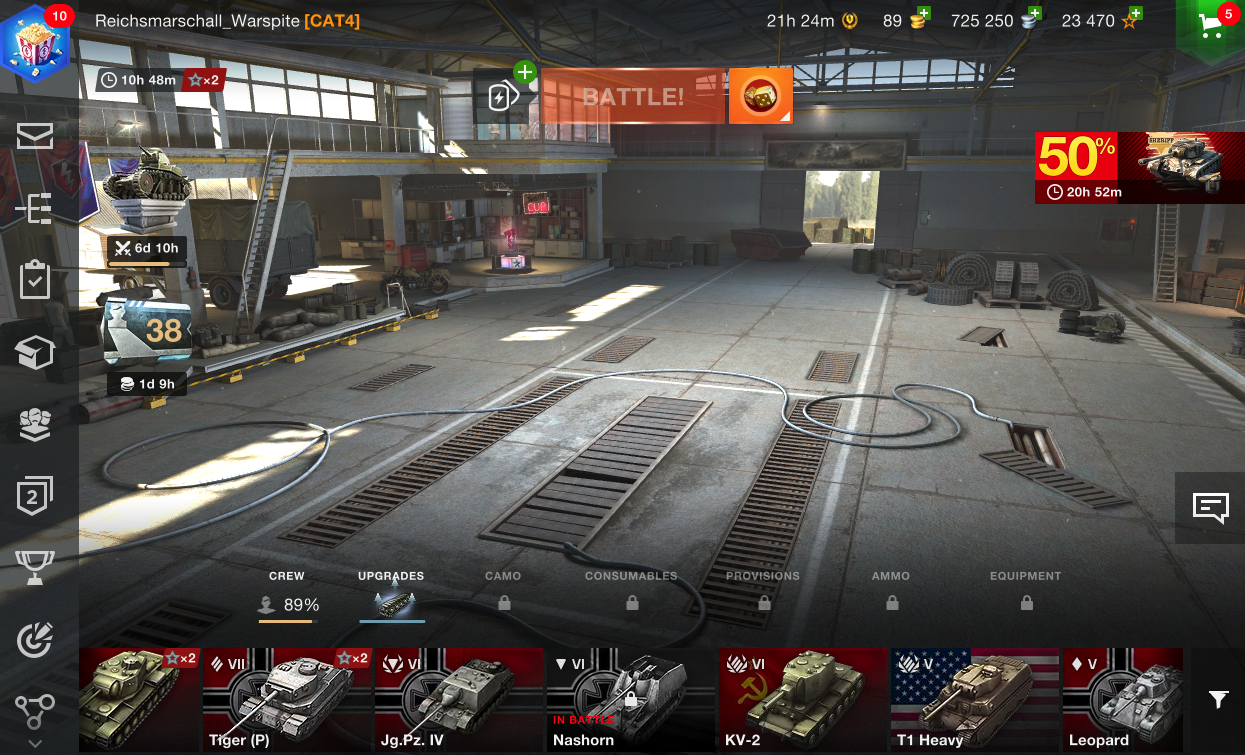 10
Reichsmarschall_Warspite [CAT4]
21h 24m
89
725 250
23 470
5
10h 48m
×2
BATTLE!
50%
SHERIFF
20h 52m
CUP
6d 10h
38
1d 9h
2
CREW
UPGRADES
CAMO
CONSUMABLES
PROVISIONS
AMMO
EQUIPMENT
89%
×2
VII
×2
Tiger (P)
VI
Jg.Pz. IV
VI
IN BATTLE
Nashorn
VI
KV-2
V
T1 Heavy
V
Leopard